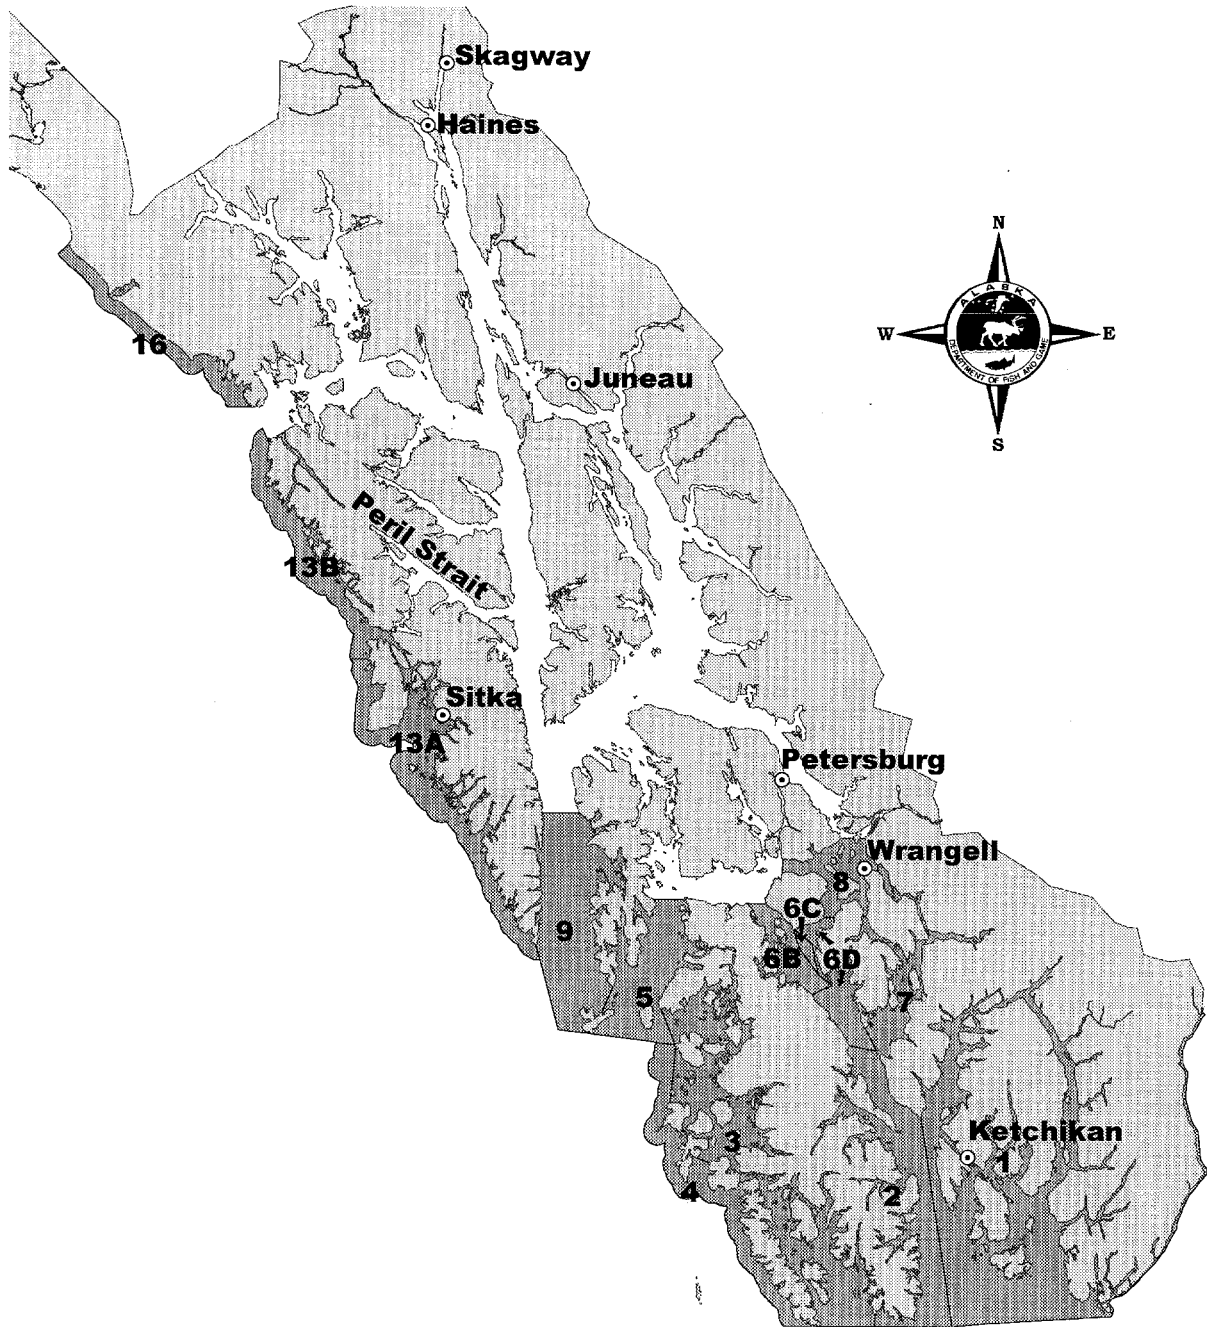 Skagway
Haines
N
ALASKA
W
E
DEPARTMENT OF FISH AND GAME
S
16
Juneau
Peril Strait
13B
Sitka
13A
Petersburg
Wrangell
8
6C
9
6B
6D
5
7
Ketchikan
3
1
4
2